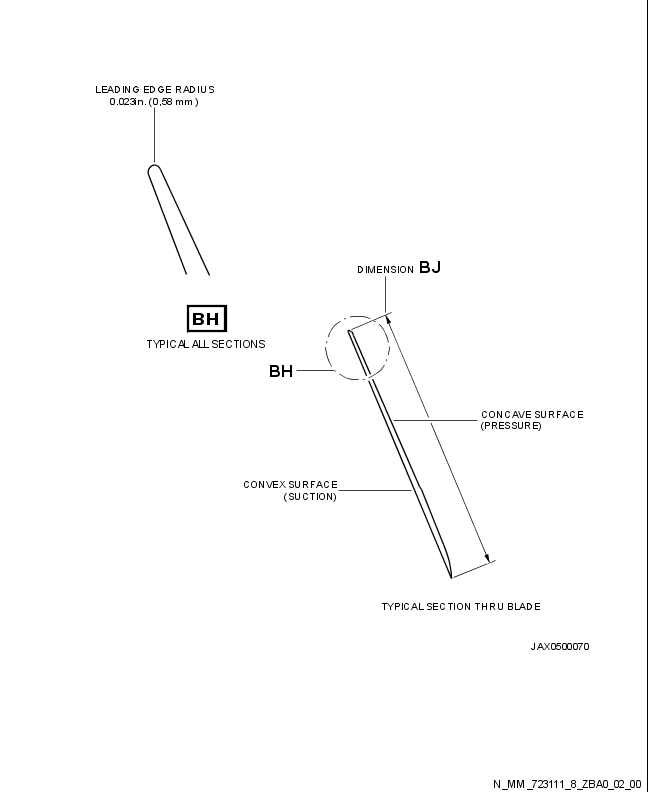 LEADING EDGE RADIUS
0.023in. (0,58 mm)
DIMENSION BJ
BH
TYPICAL ALL SECTIONS
BH
CONCAVE SURFACE
(PRESSURE)
CONVEX SURFACE
(SUCTION)
TYPICAL SECTION THRU BLADE
JAX0500070
N_MM_723111_8_ZBA0_02_00